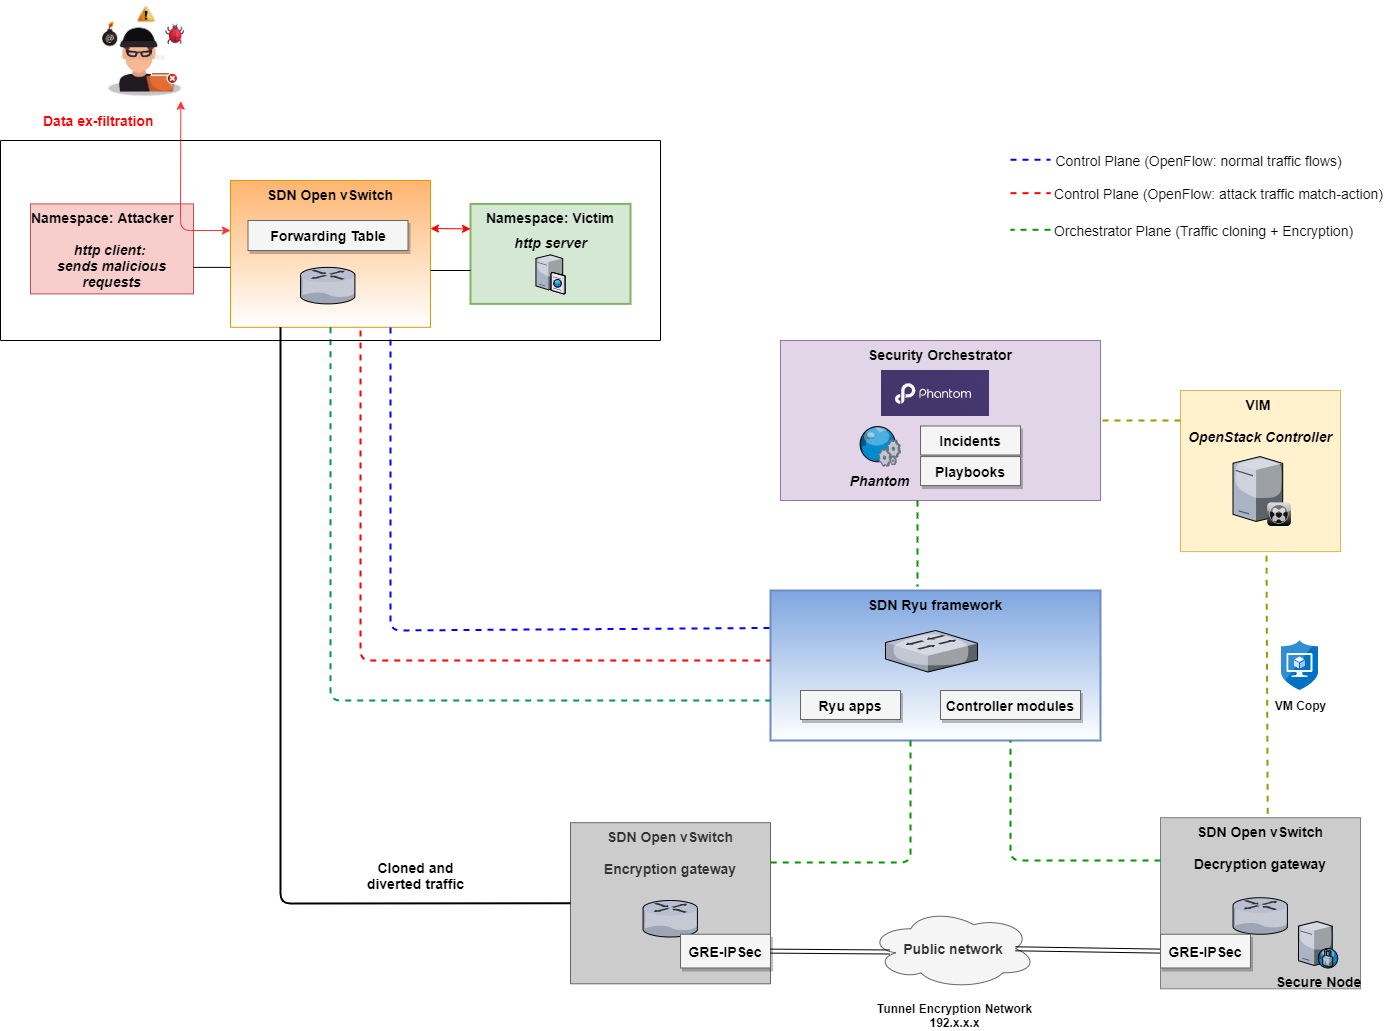 Data ex-filtration
SDN Open vSwitch
Forwarding Table
Namespace: Attacker
http client:
sends malicious
requests
Namespace: Victim
http server
Control Plane (OpenFlow: normal traffic flows)
Control Plane (OpenFlow: attack traffic match-action)
Orchestrator Plane (Traffic cloning + Encryption)
Security Orchestrator
Phantom
Phantom
Incidents
Playbooks
VIM
OpenStack Controller
SDN Ryu framework
Ryu apps
Controller modules
VM Copy
Cloned and
diverted traffic
SDN Open vSwitch
Encryption gateway
GRE-IPSec
Public network
Tunnel Encryption Network
192.x.x.x
SDN Open vSwitch
Decryption gateway
GRE-IPSec
Secure Node